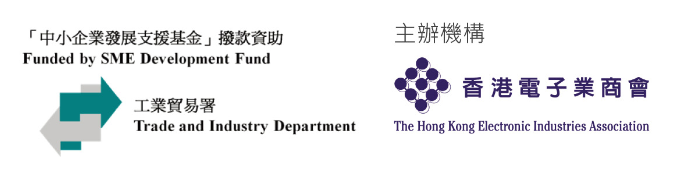 「中小企業發展支援基金」撥款資助
Funded by SME Development Fund
工業貿易署
Trade and Industry Department
主辦機構
香港電子業商會
The Hong Kong Electronic Industries Association